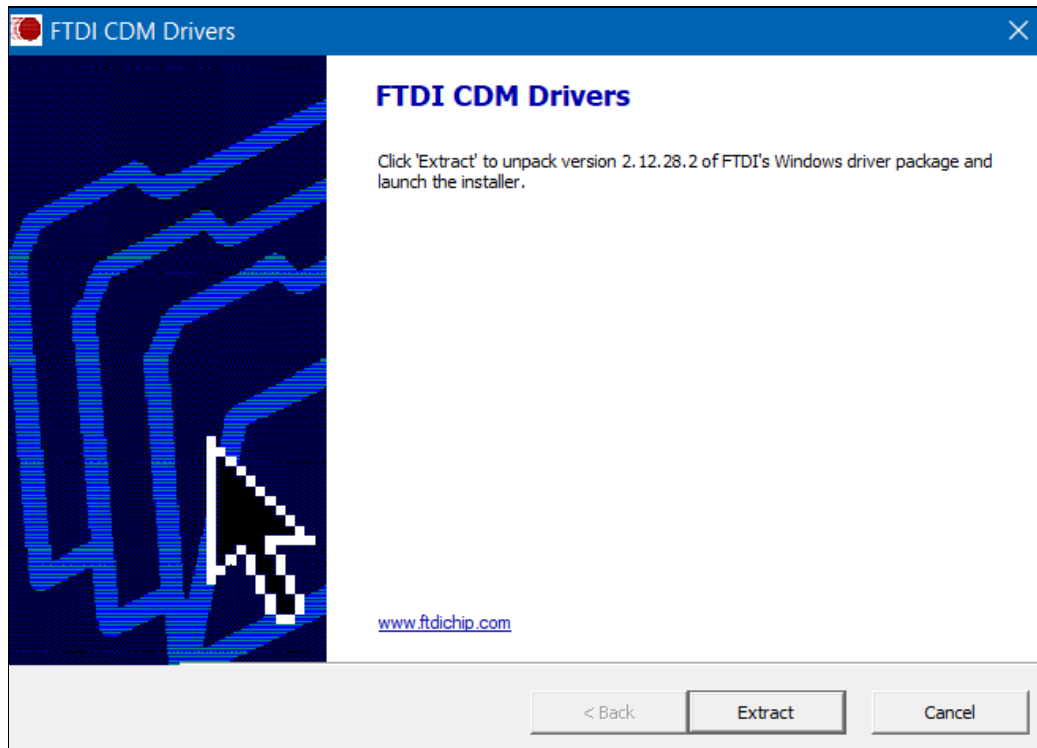 FTDI CDM Drivers
FTDI CDM Drivers
Click 'Extract' to unpack version 2.12.28.2 of FTDI's Windows driver package and
launch the installer.
www.ftdichip.com
< Back
Extract
Cancel